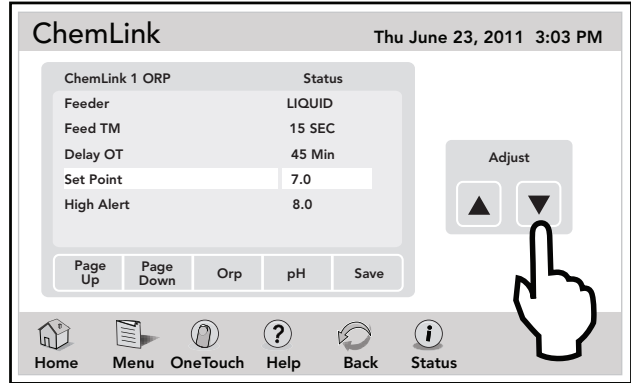 ChemLink
Thu June 23, 2011 3:03 PM
ChemLink 1 ORP Status
Feeder LIQUID
Feed TM 15 SEC
Delay OT 45 Min
Set Point 7.0
High Alert 8.0
Adjust
Page Up Page Down Orp pH Save
Home Menu OneTouch Help Back Status